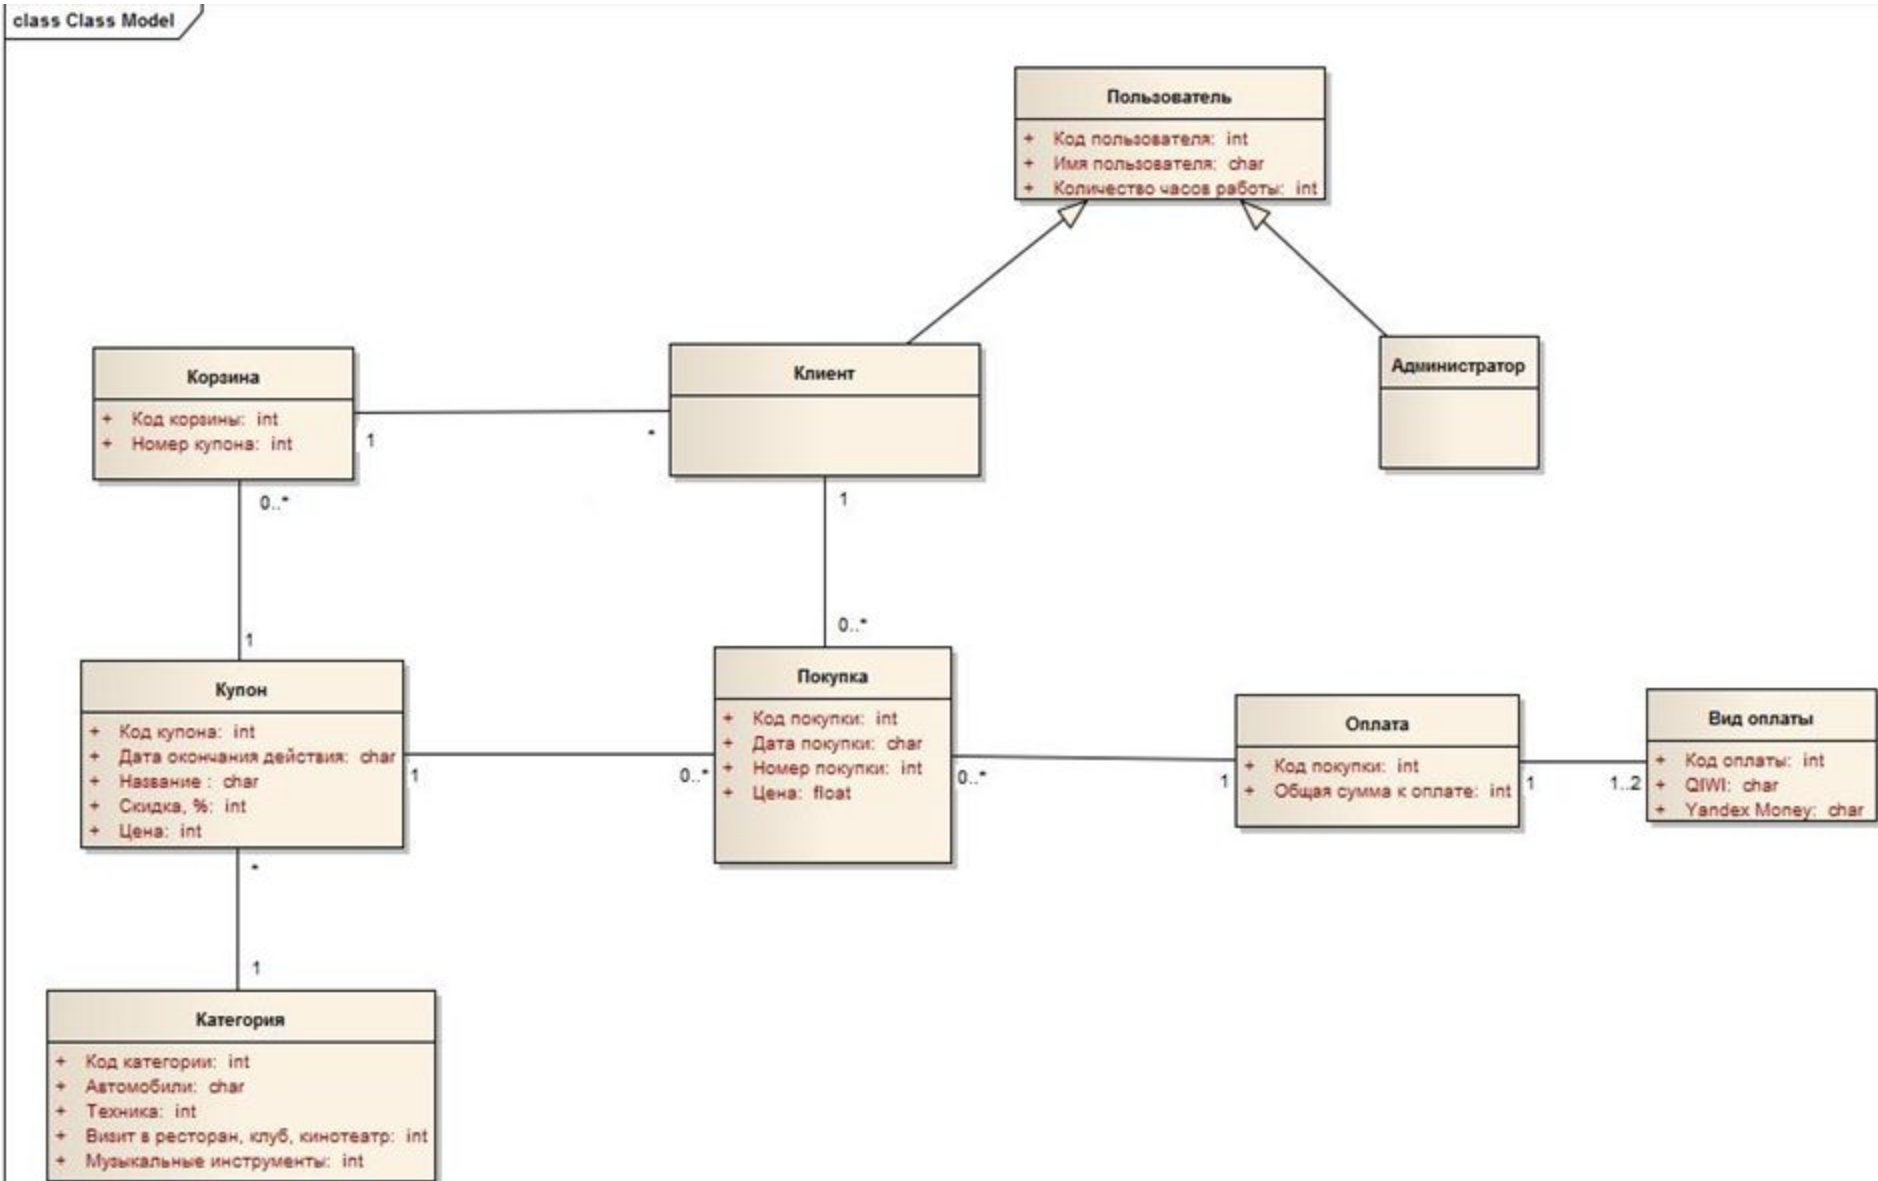 class Class Model
Пользователь
+ Код пользователя: int
+ Имя пользователя: char
+ Количество часов работы: int
Корзина
+ Код корзины: int
+ Номер купона: int
1
*
Клиент
Администратор
0..*
1
1
0..*
Купон
+ Код купона: int
+ Дата окончания действия: char
+ Название : char
+ Скидка, %: int
+ Цена: int
1
0..*
Покупка
+ Код покупки: int
+ Дата покупки: char
+ Номер покупки: int
+ Цена: float
0..*
1
Оплата
+ Код покупки: int
+ Общая сумма к оплате: int
1
1..2
Вид оплаты
+ Код оплаты: int
+ QIWI: char
+ Yandex Money: char
*
1
Категория
+ Код категории: int
+ Автомобили: char
+ Техника: int
+ Визит в ресторан, клуб, кинотеатр: int
+ Музыкальные инструменты: int